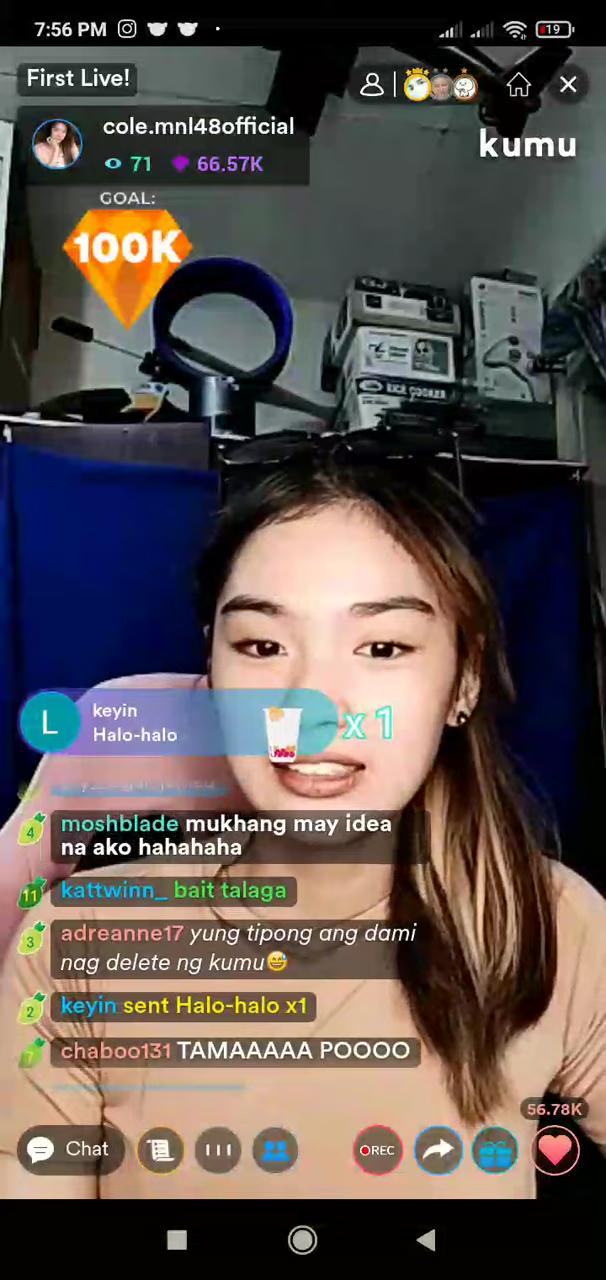 7:56 PM
19
First Live!
cole.mnl48official
71
66.57K
kumu
GOAL:
100K
RICE COOKER
L
keyin
Halo-halo
x 1
4
moshblade mukhang may idea
na ako hahahaha
11
kattwinn_ bait talaga
3
adreanne17 yung tipong ang dami
nag delete ng kumu😅
2
keyin sent Halo-halo x1
7
chaboo131 TAMAAAAA POOOO
56.78K
Chat
REC